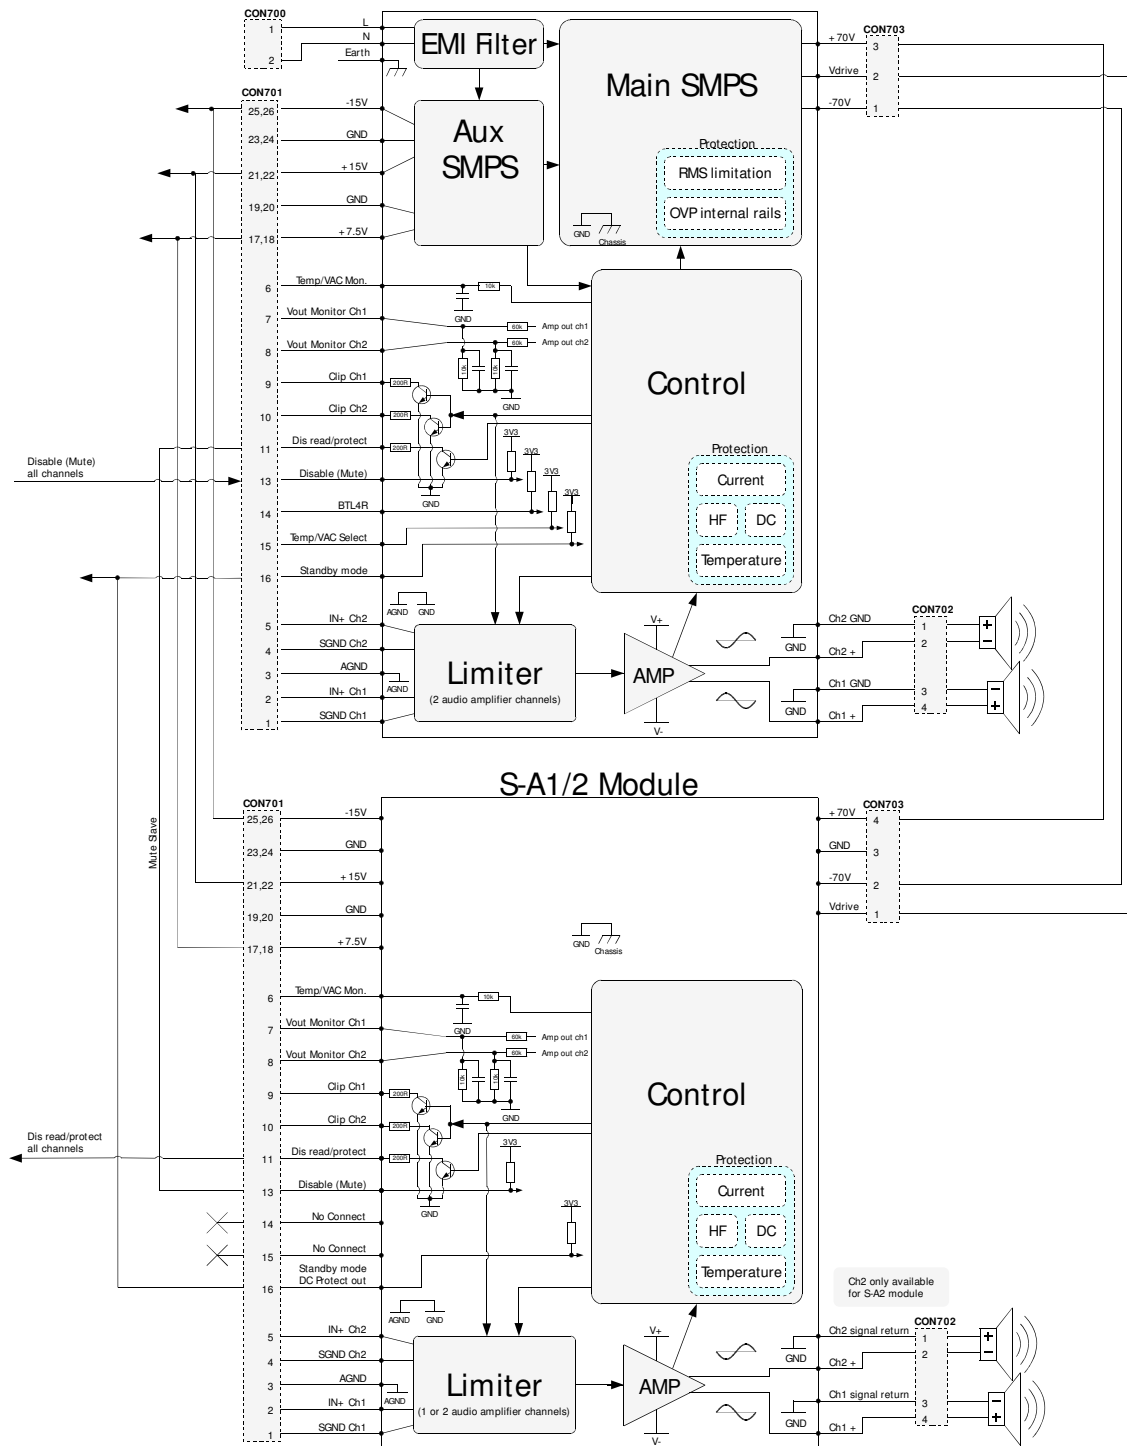 CON700
1
L
N
2
Earth
EMI Filter
Main SMPS
Protection
RMS limitation
OVP internal rails
GND
Chassis
+70V
CON703
3
Vdrive
2
-70V
1
CON701
25,26
-15V
23,24
GND
21,22
+15V
19,20
GND
17,18
+7.5V
Aux
SMPS
6
Temp/VAC Mon.
10k
GND
7
Vout Monitor Ch1
60k
Amp out ch1
8
Vout Monitor Ch2
60k
Amp out ch2
10k
10k
GND
9
Clip Ch1
200R
10
Clip Ch2
200R
11
Dis read/protect
200R
GND
3V3
3V3
3V3
3V3
Disable (Mute)
all channels
13
Disable (Mute)
14
BTL4R
15
Temp/VAC Select
16
Standby mode
Control
Protection
Current
HF
DC
Temperature
AGND
GND
5
IN+ Ch2
4
SGND Ch2
3
AGND
AGND
2
IN+ Ch1
1
SGND Ch1
Limiter
(2 audio amplifier channels)
V+
AMP
V-
Ch2 GND
GND
Ch2 +
Ch1 GND
GND
Ch1 +
CON702
1
2
3
4
+
−
−
+
S-A1/2 Module
CON701
25,26
-15V
23,24
GND
21,22
+15V
19,20
GND
17,18
+7.5V
Mute Slave
GND
Chassis
CON703
+70V
4
GND
3
-70V
2
Vdrive
1
6
Temp/VAC Mon.
10k
GND
7
Vout Monitor Ch1
60k
Amp out ch1
8
Vout Monitor Ch2
60k
Amp out ch2
10k
10k
GND
9
Clip Ch1
200R
10
Clip Ch2
200R
Dis read/protect
all channels
11
Dis read/protect
200R
GND
3V3
13
Disable (Mute)
14
No Connect
15
No Connect
3V3
16
Standby mode
DC Protect out
Control
Protection
Current
HF
DC
Temperature
AGND
GND
5
IN+ Ch2
4
SGND Ch2
3
AGND
AGND
2
IN+ Ch1
1
SGND Ch1
Limiter
(1 or 2 audio amplifier channels)
V+
AMP
V-
Ch2 only available
for S-A2 module
CON702
Ch2 signal return
GND
Ch2 +
Ch1 signal return
GND
Ch1 +
1
2
3
4
+
−
−
+